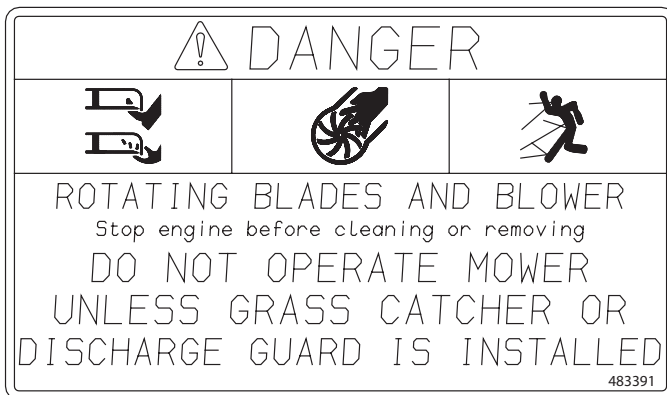 DANGER
ROTATING BLADES AND BLOWER
Stop engine before cleaning or removing
DO NOT OPERATE MOWER
UNLESS GRASS CATCHER OR
DISCHARGE GUARD IS INSTALLED
483391